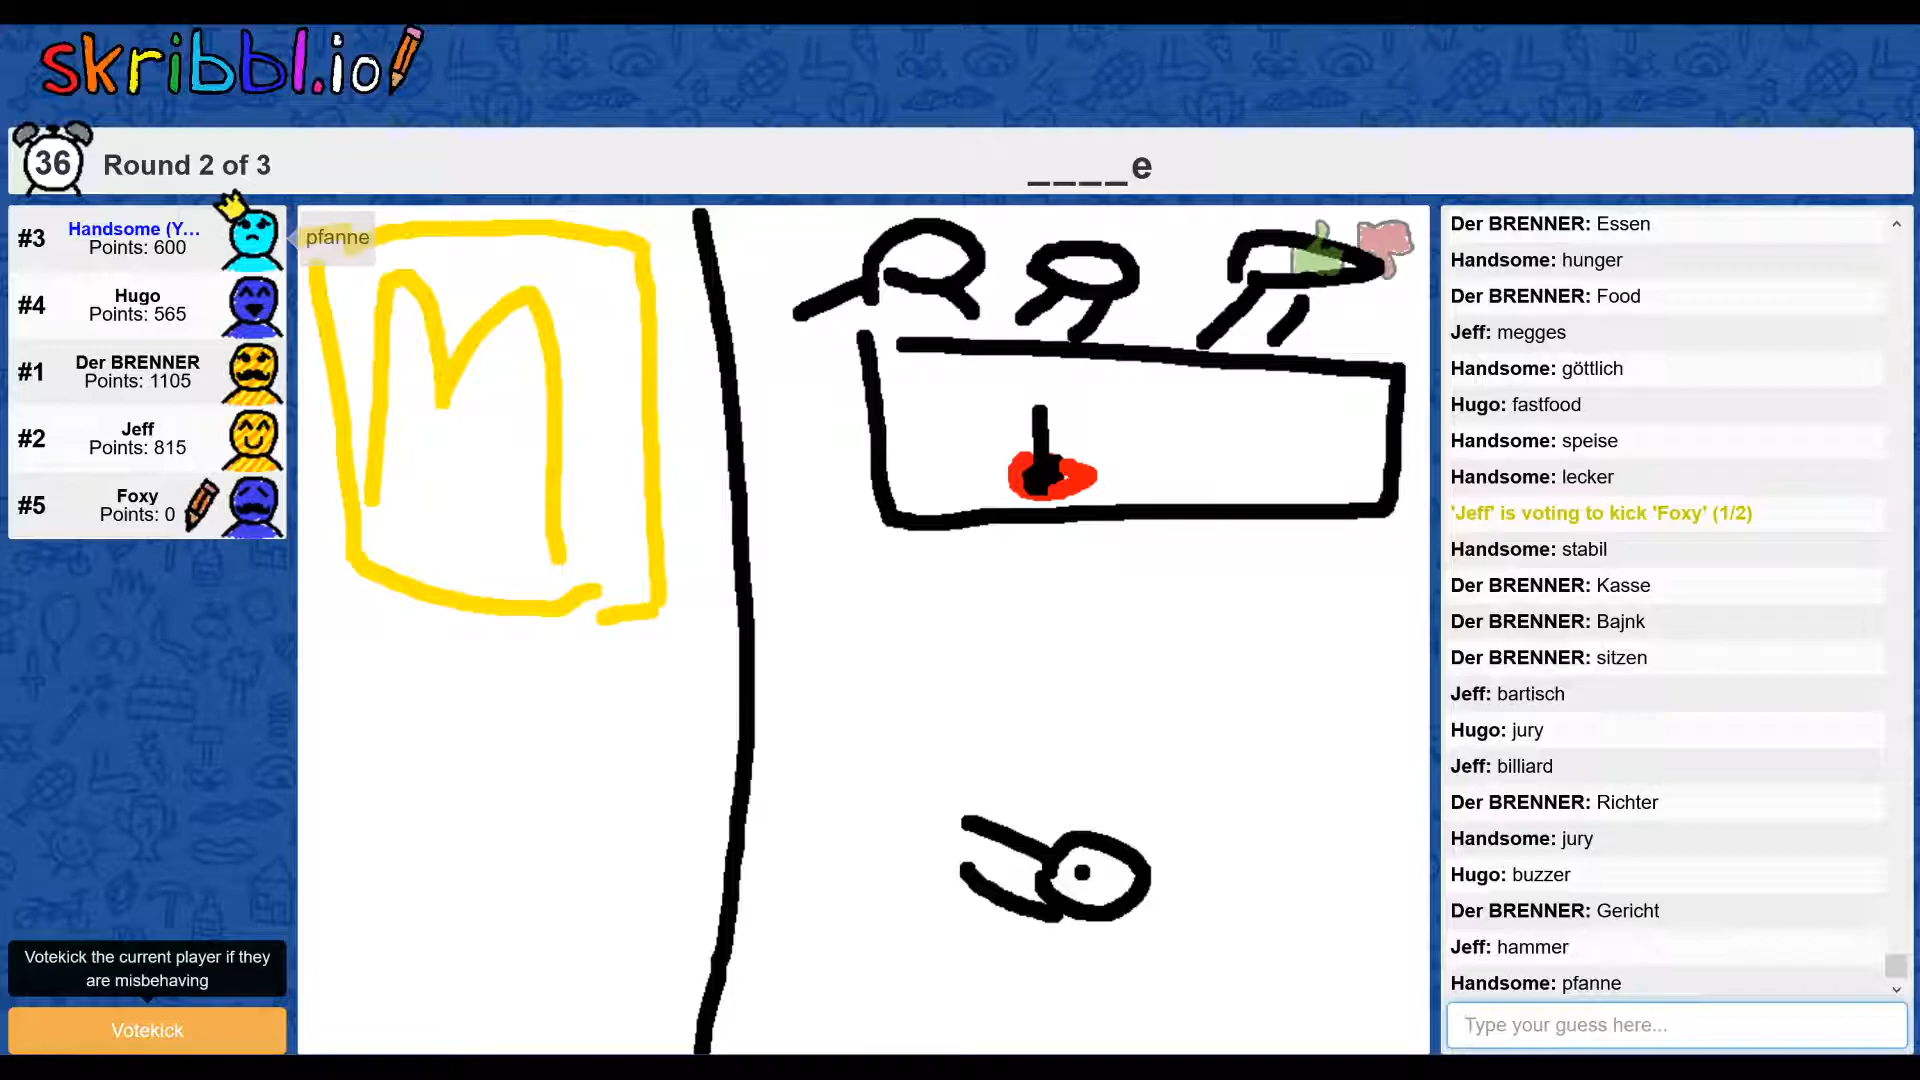 skribbl.io
36
Round 2 of 3
____e
#3
Handsome (Y...
Points: 600
#4
Hugo
Points: 565
#1
Der BRENNER
Points: 1105
#2
Jeff
Points: 815
#5
Foxy
Points: 0
Votekick the current player if they
are misbehaving
Votekick
pfanne
M
Der BRENNER: Essen
Handsome: hunger
Der BRENNER: Food
Jeff: megges
Handsome: göttlich
Hugo: fastfood
Handsome: speise
Handsome: lecker
'Jeff' is voting to kick 'Foxy' (1/2)
Handsome: stabil
Der BRENNER: Kasse
Der BRENNER: Bajnk
Der BRENNER: sitzen
Jeff: bartisch
Hugo: jury
Jeff: billiard
Der BRENNER: Richter
Handsome: jury
Hugo: buzzer
Der BRENNER: Gericht
Jeff: hammer
Handsome: pfanne
Type your guess here...